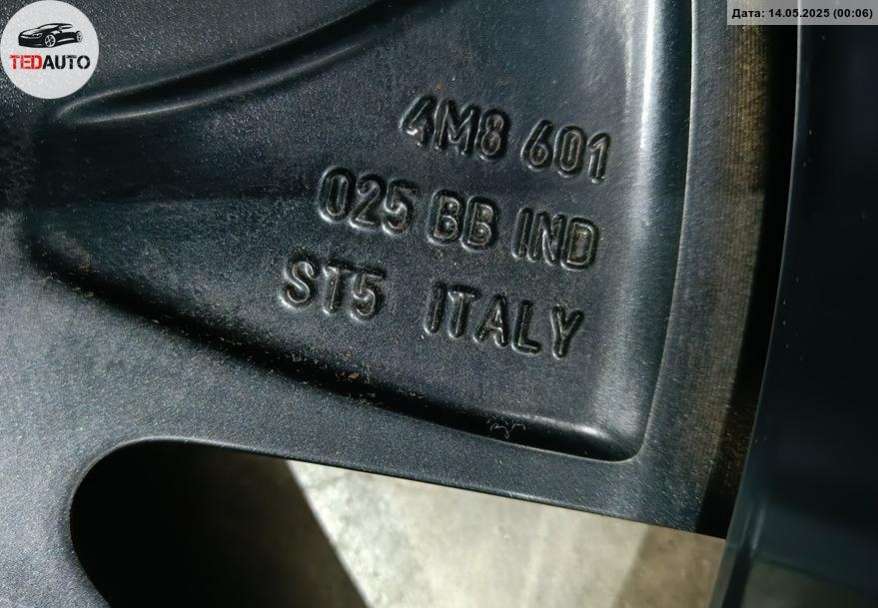 TEDAUTO
Дата: 14.05.2025 (00:06)
4M8 601
025 BB IND
ST5 ITALY